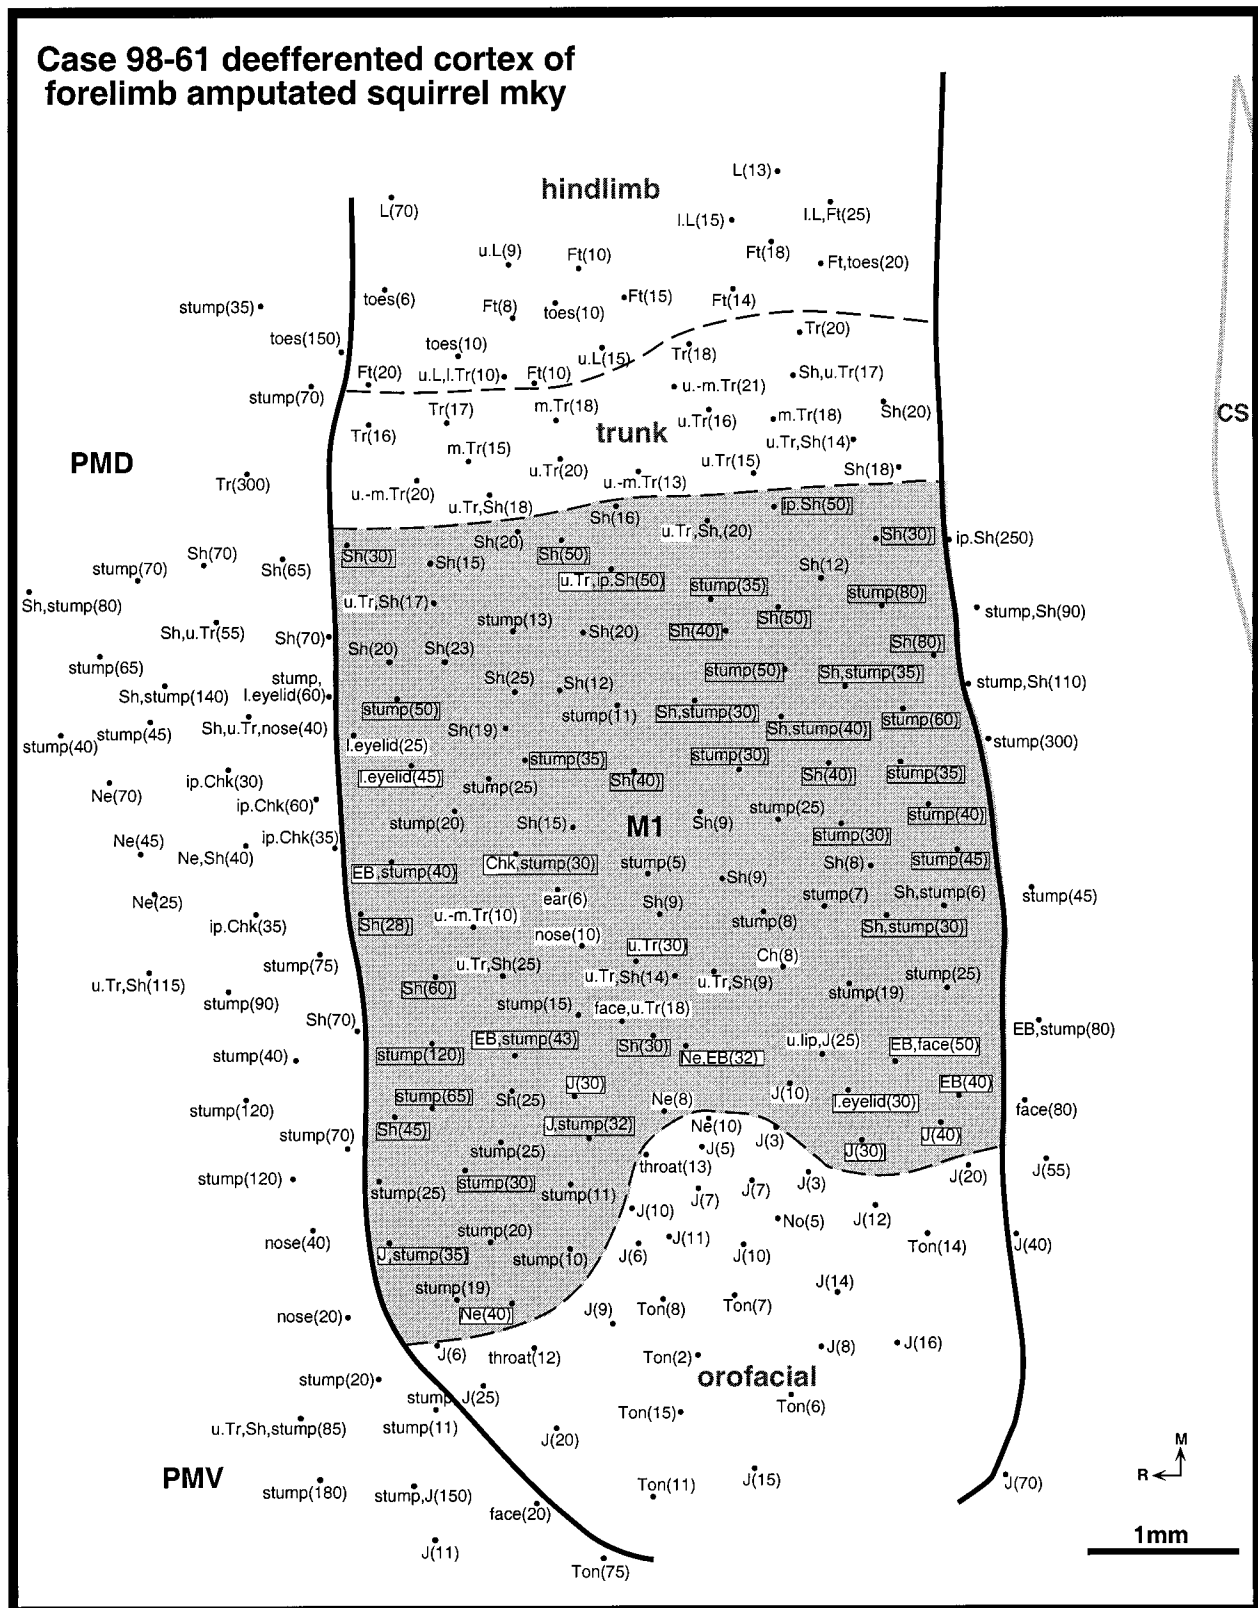 Case 98-61 deefferented cortex of
forelimb amputated squirrel mky
L(13)
hindlimb
L(70)
l.L(15)
l.L,Ft(25)
u.L(9)
Ft(10)
Ft(18)
Ft,toes(20)
stump(35)
toes(6)
Ft(8)
toes(10)
Ft(15)
Ft(14)
toes(150)
toes(10)
u.L(15)
Tr(18)
Tr(20)
stump(70)
Ft(20)
u.L,l.Tr(10)
Ft(10)
u.-m.Tr(21)
Sh,u.Tr(17)
Tr(16)
Tr(17)
m.Tr(18)
trunk
u.Tr(16)
m.Tr(18)
Sh(20)
CS
PMD
m.Tr(15)
u.Tr(20)
u.Tr(15)
u.Tr,Sh(14)
Sh(18)
Tr(300)
u.-m.Tr(20)
u.Tr,Sh(18)
u.-m.Tr(13)
Sh(16)
ip.Sh(50)
u.Tr,Sh,(20)
Sh(30)
ip.Sh(250)
stump(70)
Sh(70)
Sh(65)
Sh(30)
Sh(15)
Sh(20)
Sh(50)
u.Tr,ip.Sh(50)
Sh(12)
stump(35)
stump(80)
Sh,stump(80)
u.Tr,Sh(17)
stump(13)
Sh(50)
stump,Sh(90)
Sh,u.Tr(55)
Sh(70)
Sh(20)
Sh(23)
Sh(20)
Sh(40)
Sh(80)
stump(65)
Sh,stump(140)
stump,
l.eyelid(60)
Sh(25)
Sh(12)
stump(50)
Sh,stump(35)
stump,Sh(110)
stump(50)
stump(11)
Sh,stump(30)
Sh,stump(40)
stump(60)
stump(40)
stump(45)
Sh,u.Tr,nose(40)
l.eyelid(25)
Sh(19)
stump(300)
l.eyelid(45)
stump(35)
stump(30)
Ne(70)
ip.Chk(30)
stump(25)
Sh(40)
Sh(40)
stump(35)
ip.Chk(60)
stump(20)
Sh(15)
M1
Sh(9)
stump(25)
stump(30)
stump(40)
Ne(45)
Ne,Sh(40)
ip.Chk(35)
EB,stump(40)
Chk,stump(30)
stump(5)
Sh(9)
Sh(8)
stump(45)
Ne(25)
ip.Chk(35)
Sh(28)
u.-m.Tr(10)
ear(6)
Sh(9)
stump(8)
stump(7)
Sh,stump(6)
Sh,stump(30)
stump(45)
nose(10)
u.Tr(30)
u.Tr,Sh(115)
stump(75)
stump(90)
Sh(60)
u.Tr,Sh(25)
u.Tr,Sh(14)
u.Tr,Sh(9)
Ch(8)
stump(19)
stump(25)
Sh(70)
stump(15)
face,u.Tr(18)
EB,stump(80)
stump(40)
stump(120)
EB,stump(43)
Sh(30)
Ne,EB(32)
u.lip,J(25)
EB,face(50)
stump(120)
stump(65)
Sh(25)
J(30)
Ne(8)
J(10)
l.eyelid(30)
EB(40)
face(80)
stump(70)
Sh(45)
J,stump(32)
Ne(10)
J(3)
J(30)
J(40)
stump(120)
stump(25)
throat(13)
J(5)
J(20)
J(55)
stump(25)
stump(30)
stump(11)
J(10)
J(7)
J(7)
J(3)
nose(40)
J,stump(35)
stump(20)
stump(10)
J(6)
J(11)
J(10)
No(5)
J(12)
Ton(14)
J(40)
stump(19)
Ne(40)
J(9)
Ton(8)
Ton(7)
J(14)
nose(20)
J(6)
throat(12)
Ton(2)
J(8)
J(16)
stump(20)
stump,J(25)
orofacial
Ton(6)
u.Tr,Sh,stump(85)
stump(11)
J(20)
Ton(15)
PMV
stump(180)
stump,J(150)
face(20)
Ton(11)
J(15)
J(70)
M
R
J(11)
Ton(75)
1mm